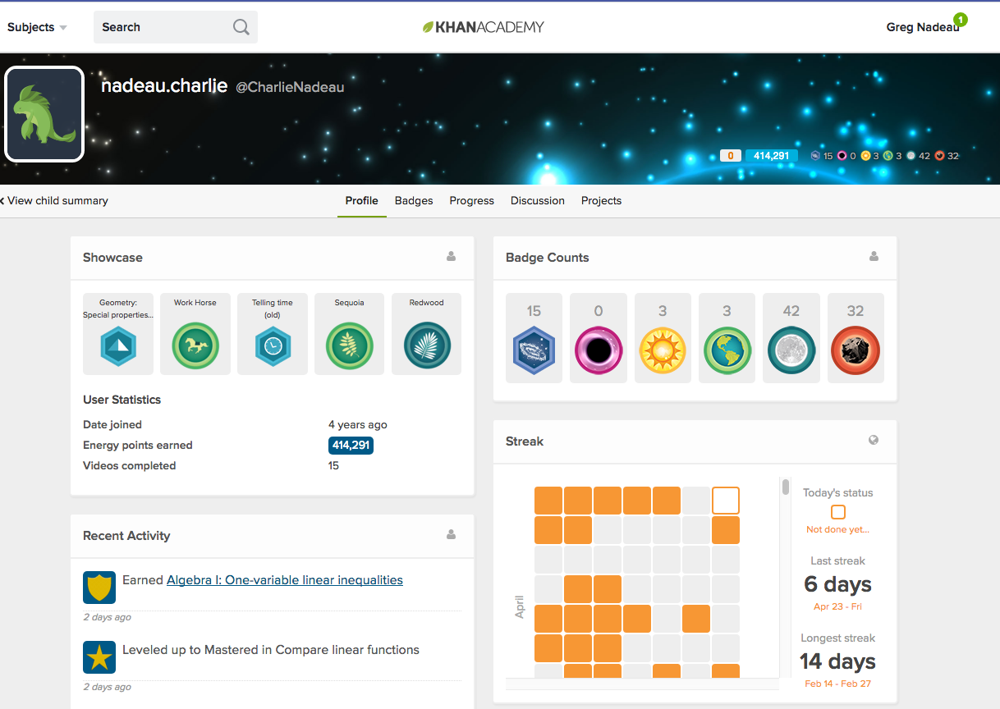 Subjects
Search
KHANACADEMY
Greg Nadeau
1
nadeau.charlie @CharlieNadeau
0 414,291 15 0 3 3 42 32
View child summary
Profile Badges Progress Discussion Projects
Showcase
Geometry:
Special properties...
Work Horse
Telling time
(old)
Sequoia
Redwood
User Statistics
Date joined 4 years ago
Energy points earned 414,291
Videos completed 15
Recent Activity
Earned Algebra I: One-variable linear inequalities
2 days ago
Leveled up to Mastered in Compare linear functions
2 days ago
Badge Counts
15 0 3 3 42 32
Streak
April
Today's status
Not done yet...
Last streak
6 days
Apr 23 - Fri
Longest streak
14 days
Feb 14 - Feb 27